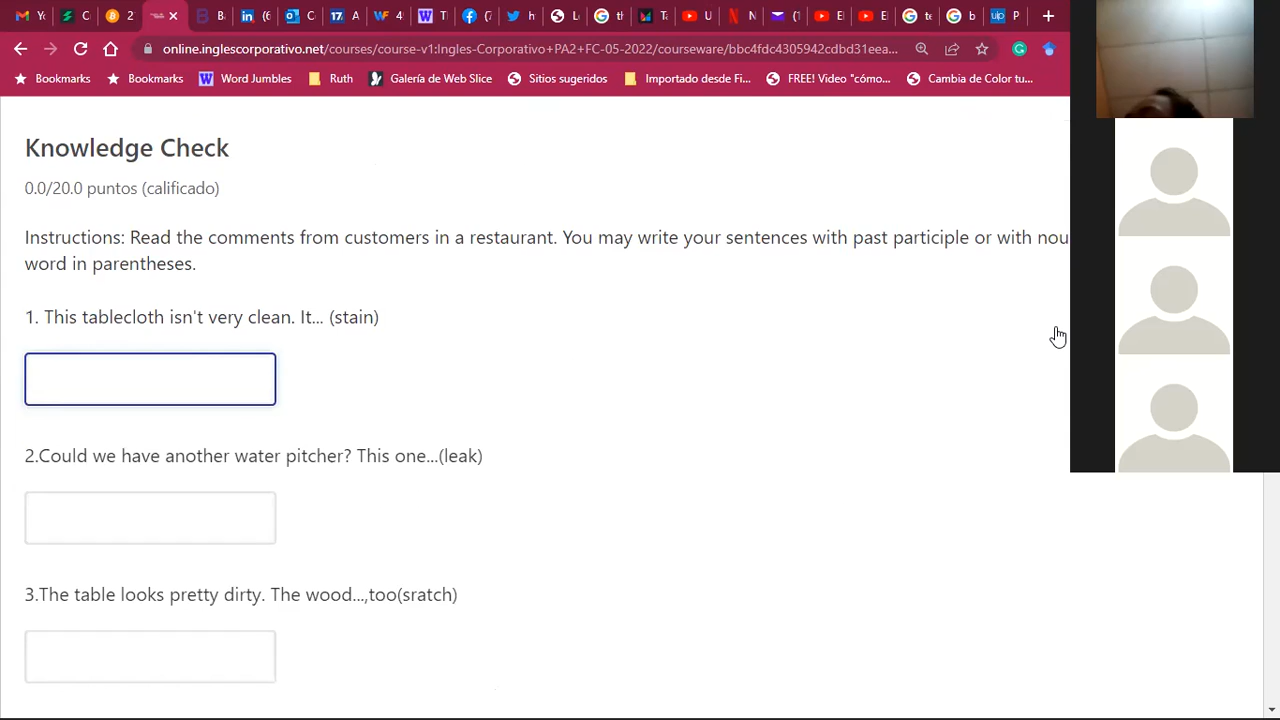 online.inglescorporativo.net/courses/course-v1:Ingles-Corporativo+PA2+FC-05-2022/courseware/bbc4fdc4305942cdbd31eea...
Bookmarks Bookmarks Word Jumbles Ruth Galería de Web Slice Sitios sugeridos Importado desde Fi... FREE! Video "cómo... Cambia de Color tu...
Knowledge Check
0.0/20.0 puntos (calificado)
Instructions: Read the comments from customers in a restaurant. You may write your sentences with past participle or with nou
word in parentheses.
1. This tablecloth isn't very clean. It... (stain)
2.Could we have another water pitcher? This one...(leak)
3.The table looks pretty dirty. The wood...,too(sratch)